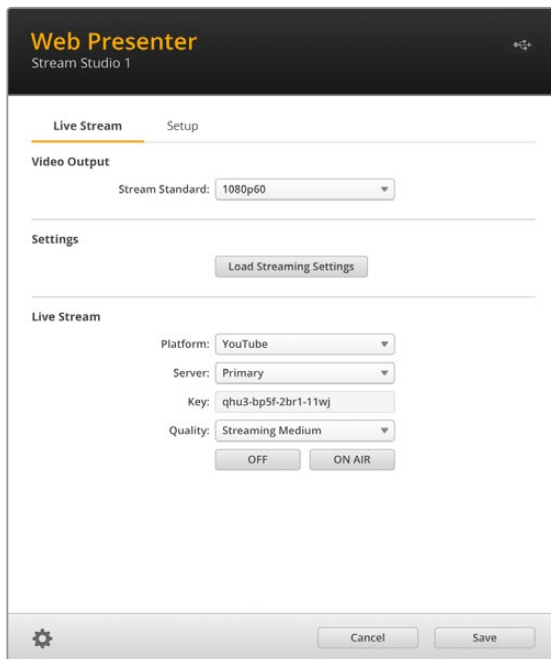 Web Presenter
Stream Studio 1
Live Stream Setup
Video Output
Stream Standard: 1080p60
Settings
Load Streaming Settings
Live Stream
Platform: YouTube
Server: Primary
Key: qhu3-bp5f-2br1-11wj
Quality: Streaming Medium
OFF ON AIR
Cancel Save